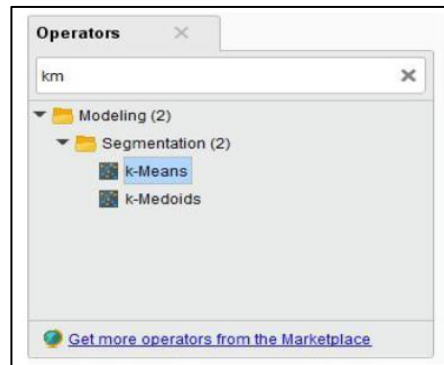 Operators
km
Modeling (2)
Segmentation (2)
k-Means
k-Medoids
Get more operators from the Marketplace